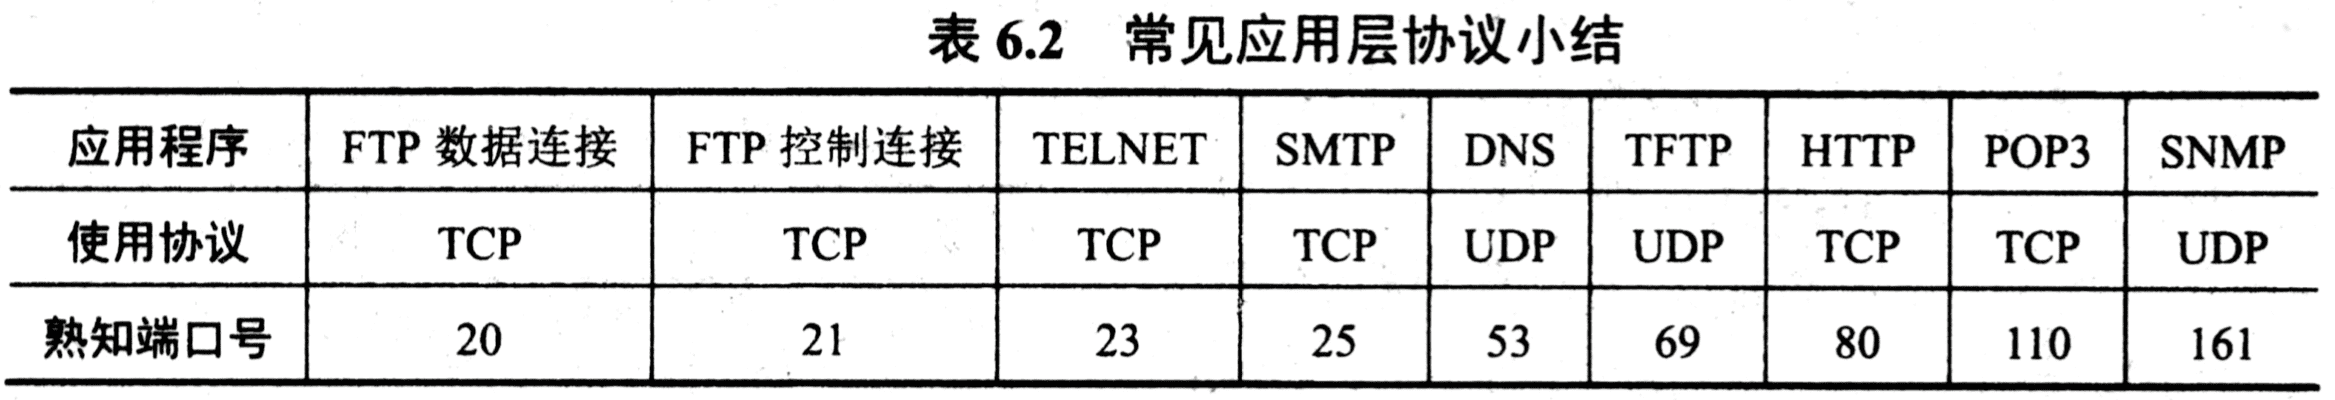 表 6.2 常见应用层协议小结
应用程序 FTP 数据连接 FTP 控制连接 TELNET SMTP DNS TFTP HTTP POP3 SNMP
使用协议 TCP TCP TCP TCP UDP UDP TCP TCP UDP
熟知端口号 20 21 23 25 53 69 80 110 161